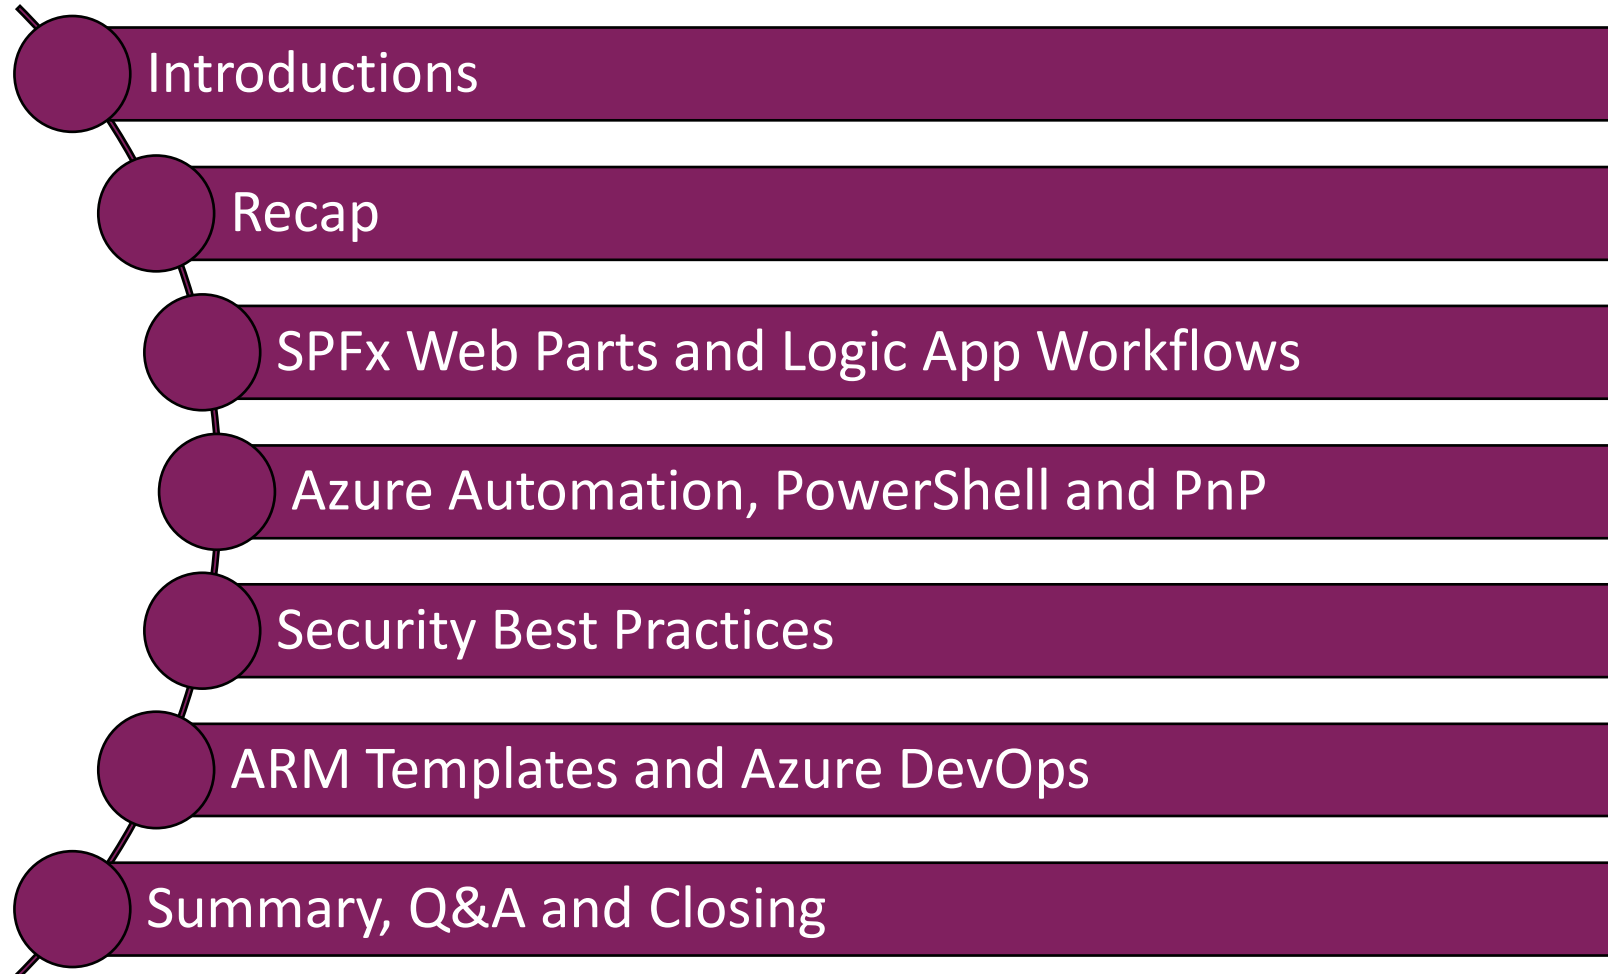 Introductions
Recap
SPFx Web Parts and Logic App Workflows
Azure Automation, PowerShell and PnP
Security Best Practices
ARM Templates and Azure DevOps
Summary, Q&A and Closing